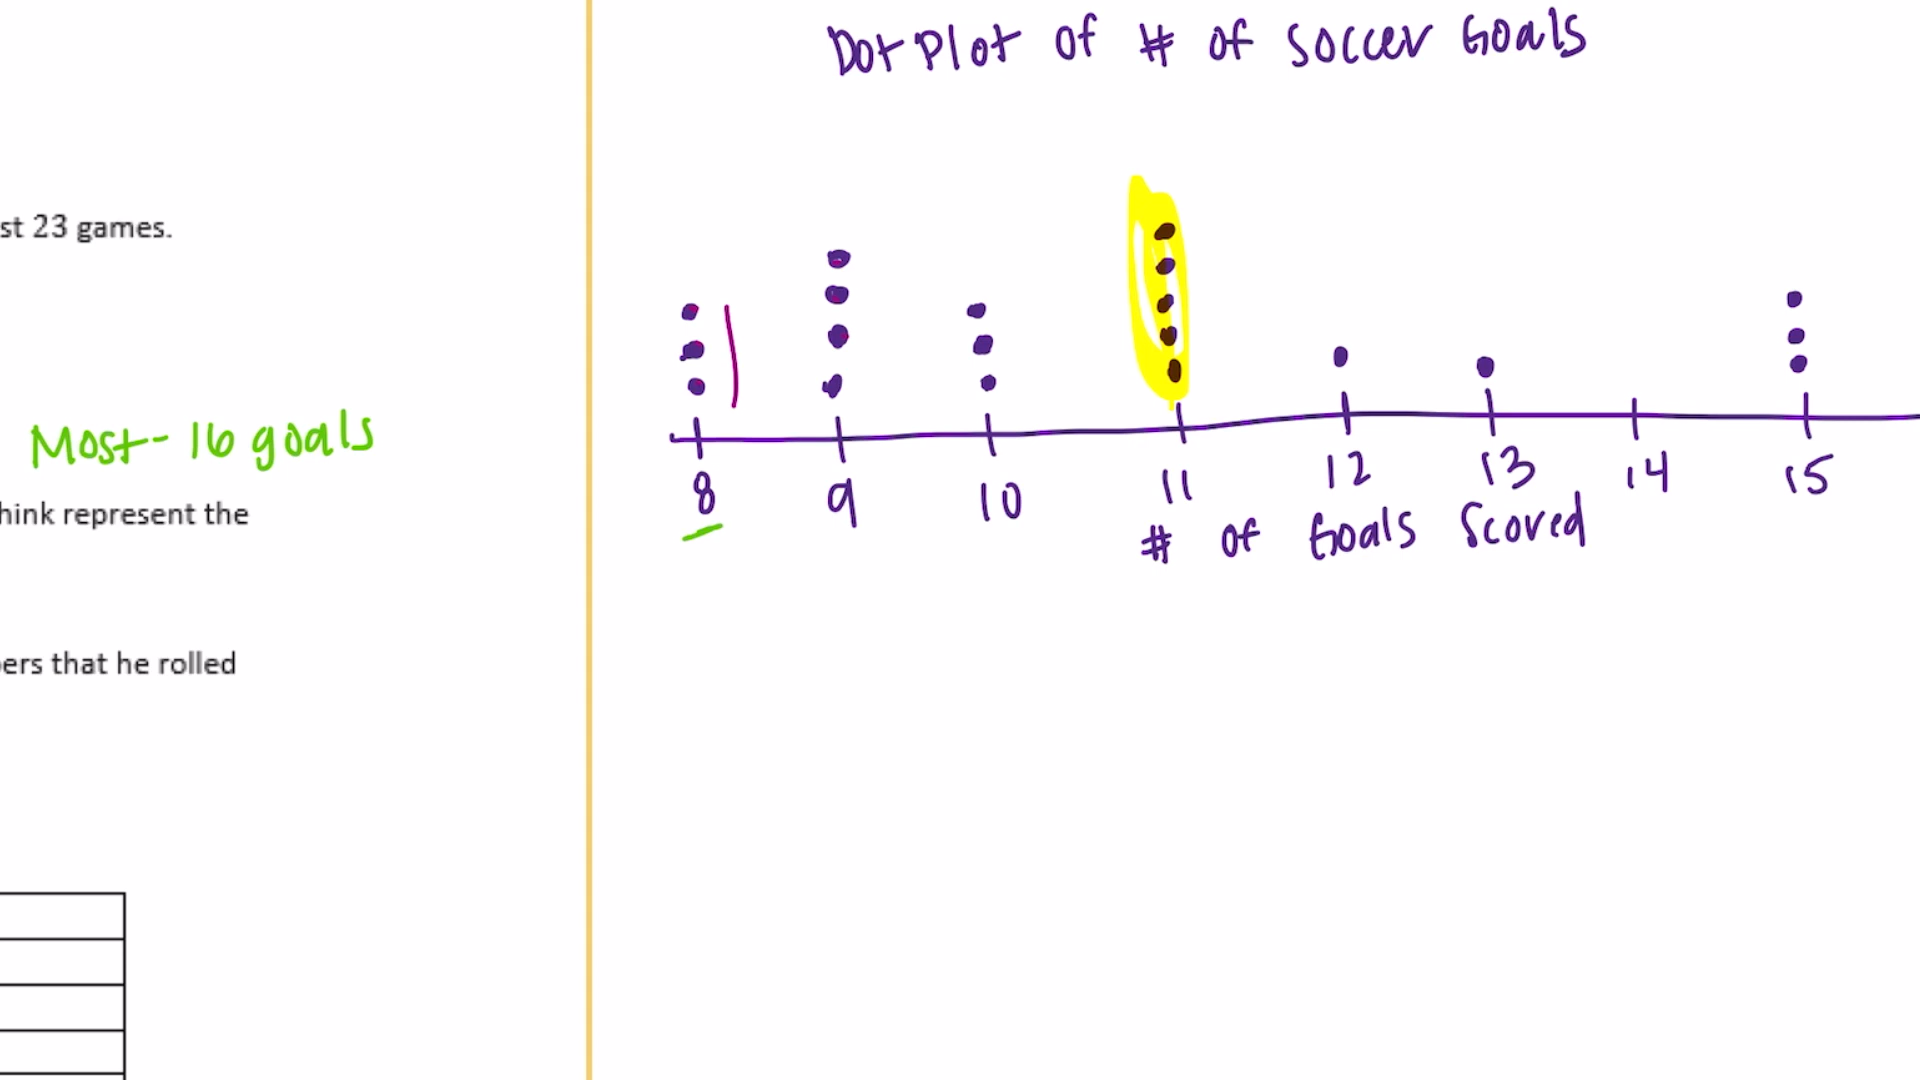 Dot Plot of # of Soccer Goals
st 23 games.
Most - 16 goals
8 9 10 11 12 13 14 15
hink represent the
# of Goals Scored
ers that he rolled